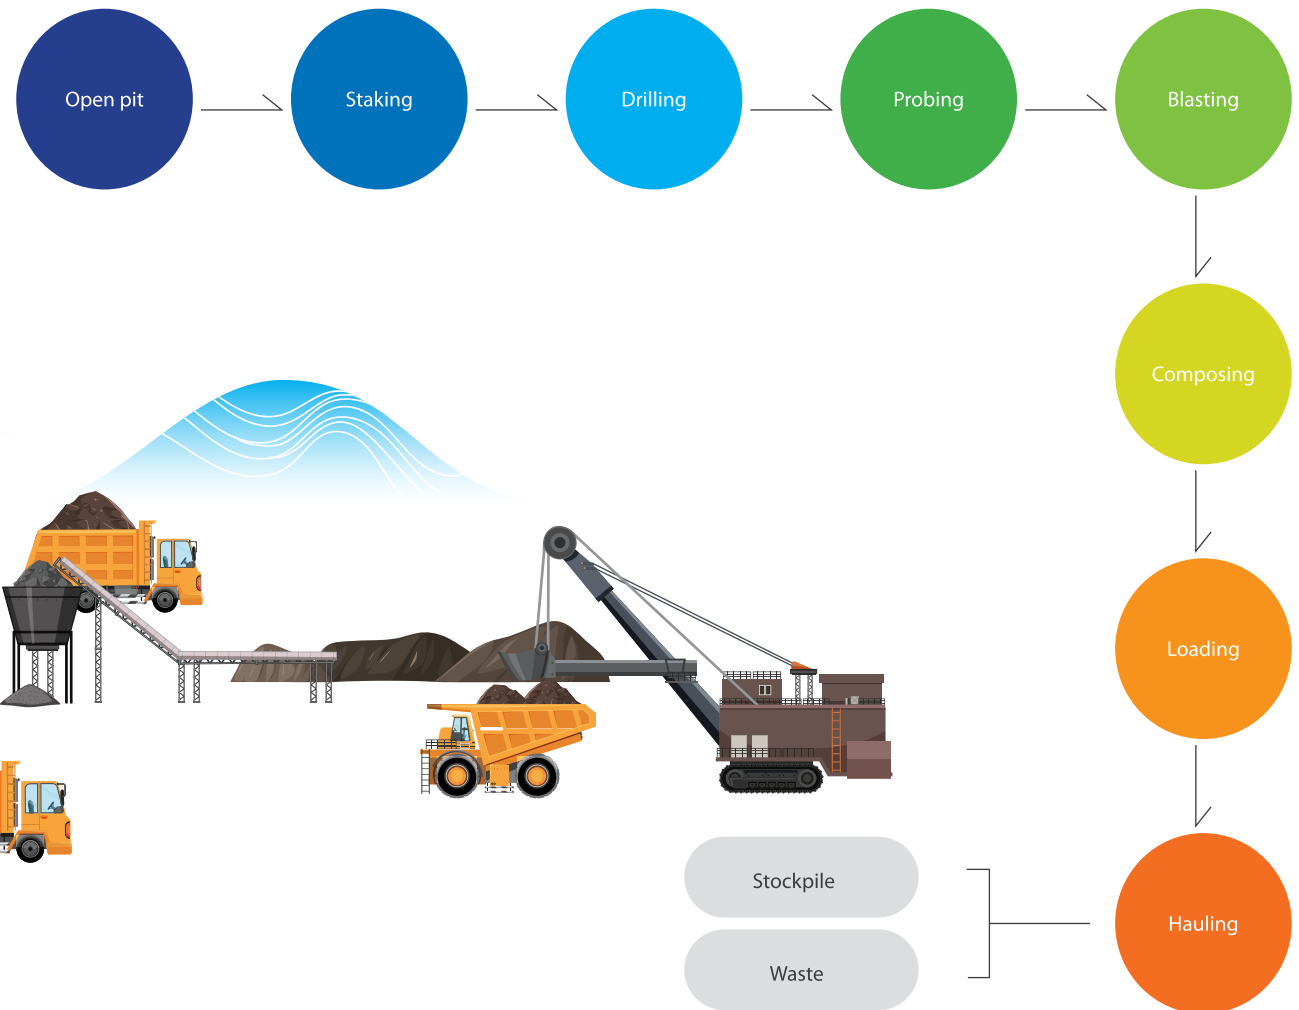 Open pit
Staking
Drilling
Probing
Blasting
Composing
Loading
Hauling
Stockpile
Waste